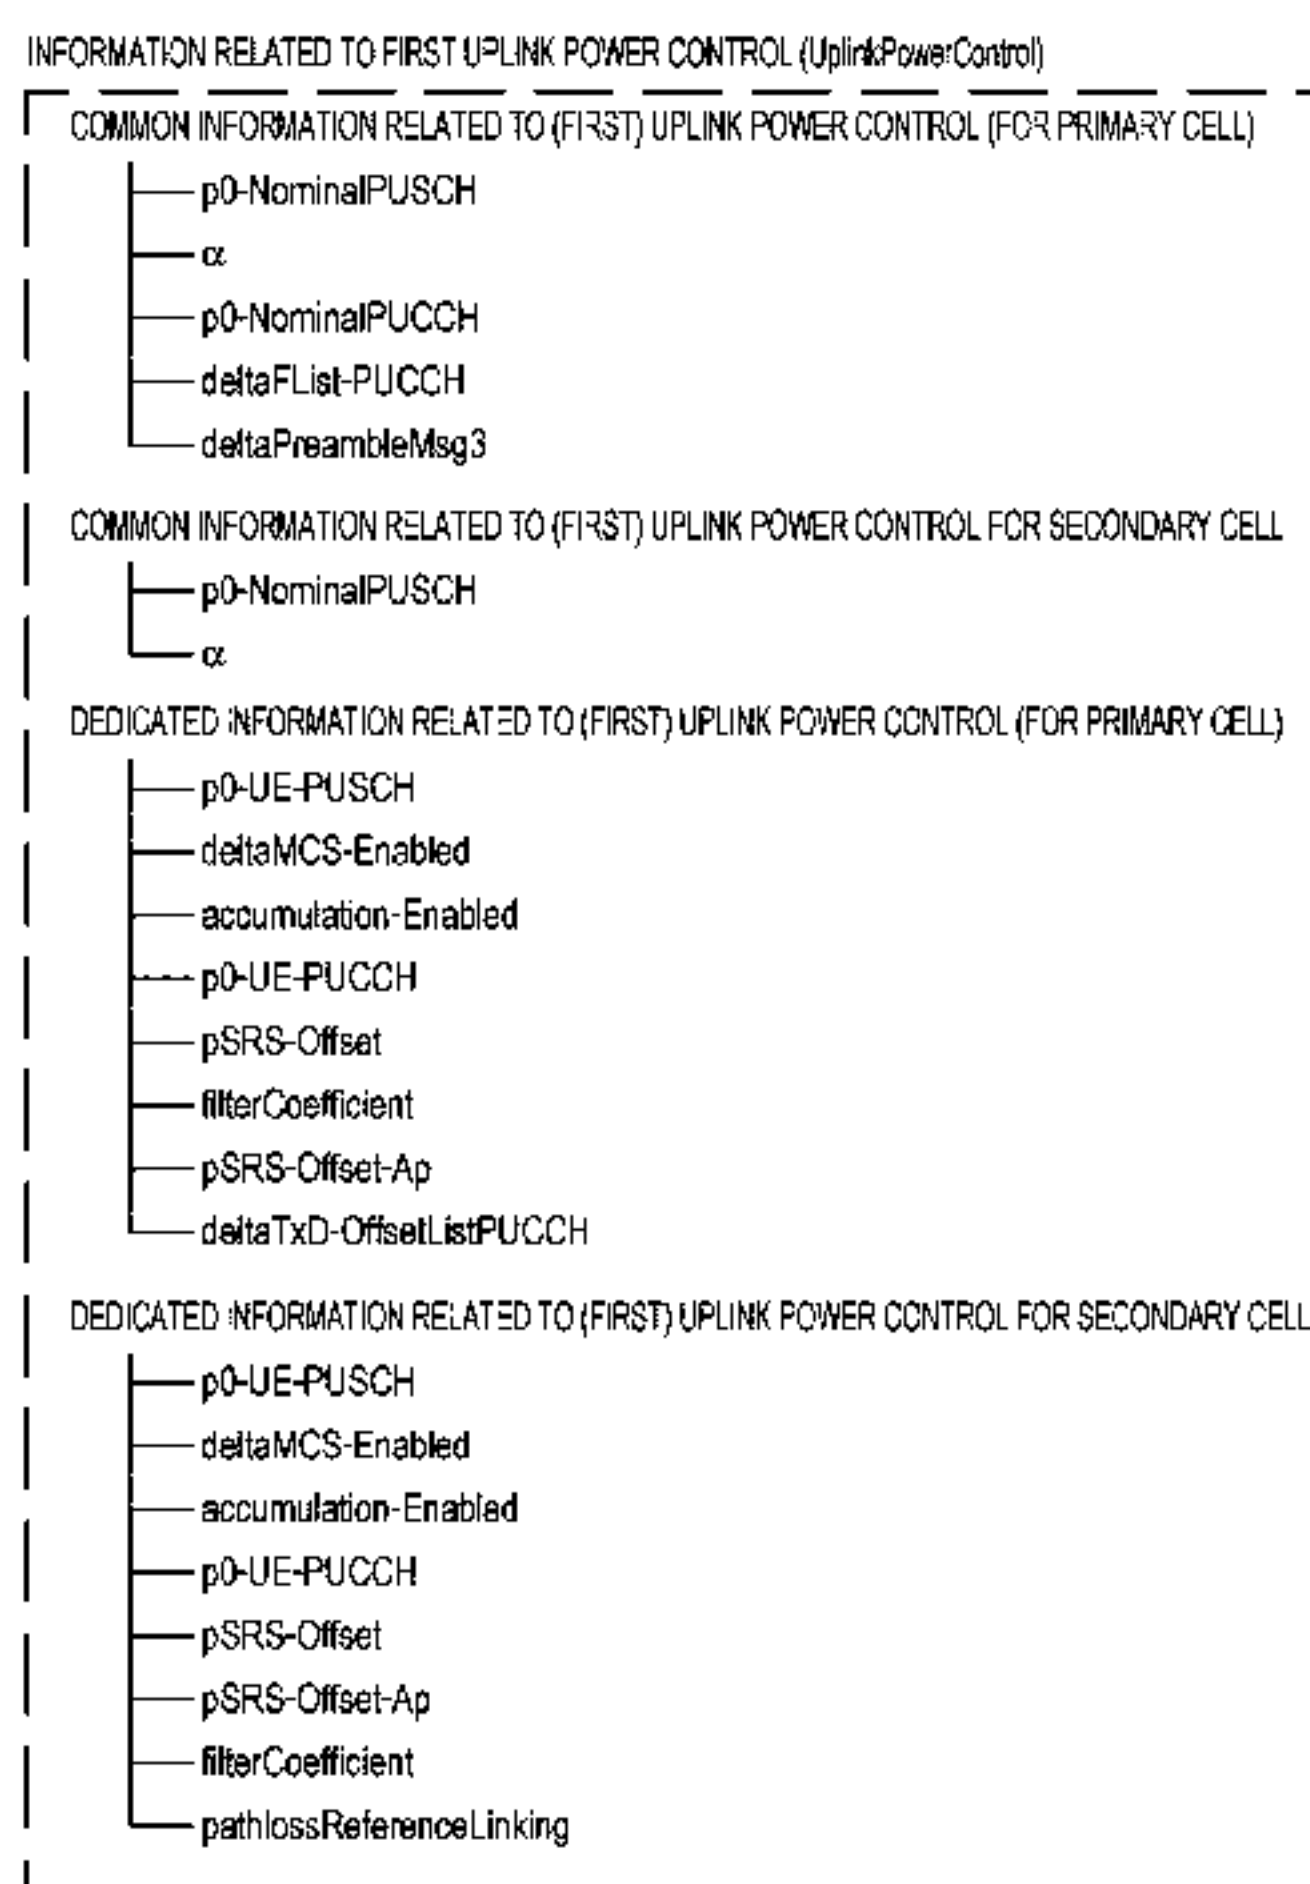 INFORMATION RELATED TO FIRST UPLINK POWER CONTROL (UplinkPowerControl)
COMMON INFORMATION RELATED TO (FIRST) UPLINK POWER CONTROL (FOR PRIMARY CELL)
p0-NominalPUSCH
α
p0-NominalPUCCH
deltaFList-PUCCH
deltaPreambleMsg3
COMMON INFORMATION RELATED TO (FIRST) UPLINK POWER CONTROL FOR SECONDARY CELL
p0-NominalPUSCH
α
DEDICATED INFORMATION RELATED TO (FIRST) UPLINK POWER CONTROL (FOR PRIMARY CELL)
p0-UE-PUSCH
deltaMCS-Enabled
accumulation-Enabled
p0-UE-PUCCH
pSRS-Offset
filterCoefficient
pSRS-Offset-Ap
deltaTxD-OffsetListPUCCH
DEDICATED INFORMATION RELATED TO (FIRST) UPLINK POWER CONTROL FOR SECONDARY CELL
p0-UE-PUSCH
deltaMCS-Enabled
accumulation-Enabled
p0-UE-PUCCH
pSRS-Offset
pSRS-Offset-Ap
filterCoefficient
pathlossReferenceLinking